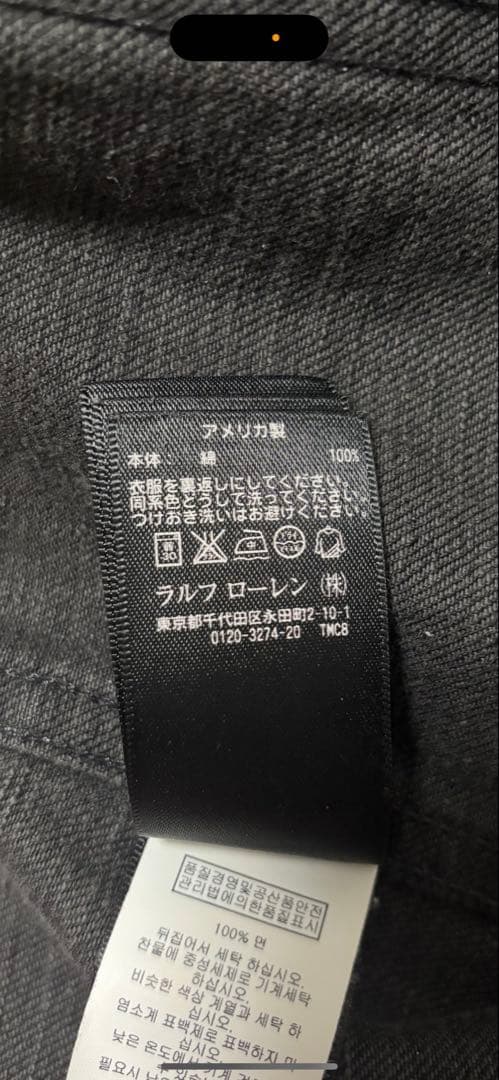 アメリカ製
本体 綿 100%
衣服を裏返しにしてください。
同系色どうしで洗ってください。
つけおき洗いはお避けください。
ラルフ ローレン (株)
東京都千代田区永田町2-10-1
0120-3274-20 TMC8
품질경영및공산품안전
관리법에의한품질표시
100% 면
뒤집어서 세탁 하십시오.
찬물에 중성세제로 기계세탁
하십시오.
비슷한 색상 계열과 세탁 하
십시오.
염소계 표백제로 표백하지 마
십시오.
낮은 온도에서 기계
필요시